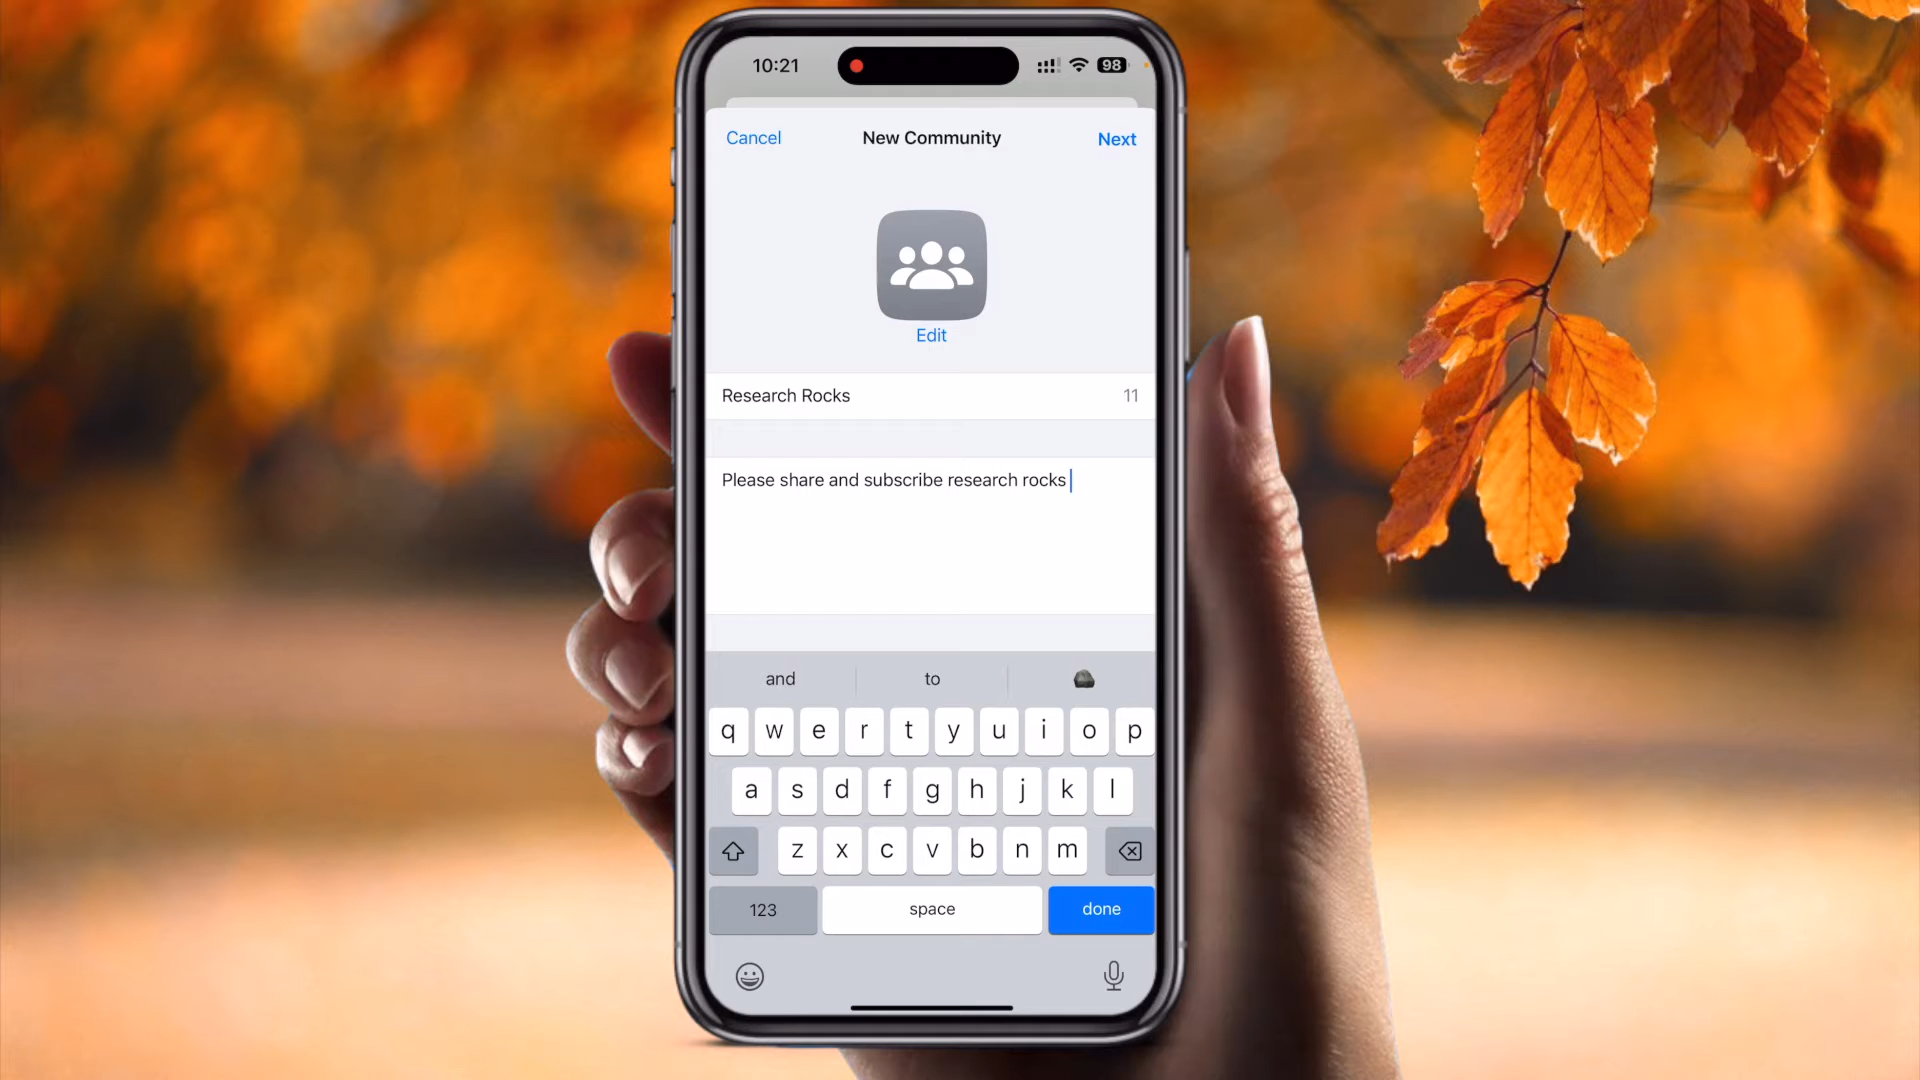 10:21
98
Cancel
New Community
Next
Edit
Research Rocks
11
Please share and subscribe research rocks
and
to
q w e r t y u i o p
a s d f g h j k l
z x c v b n m
123
space
done